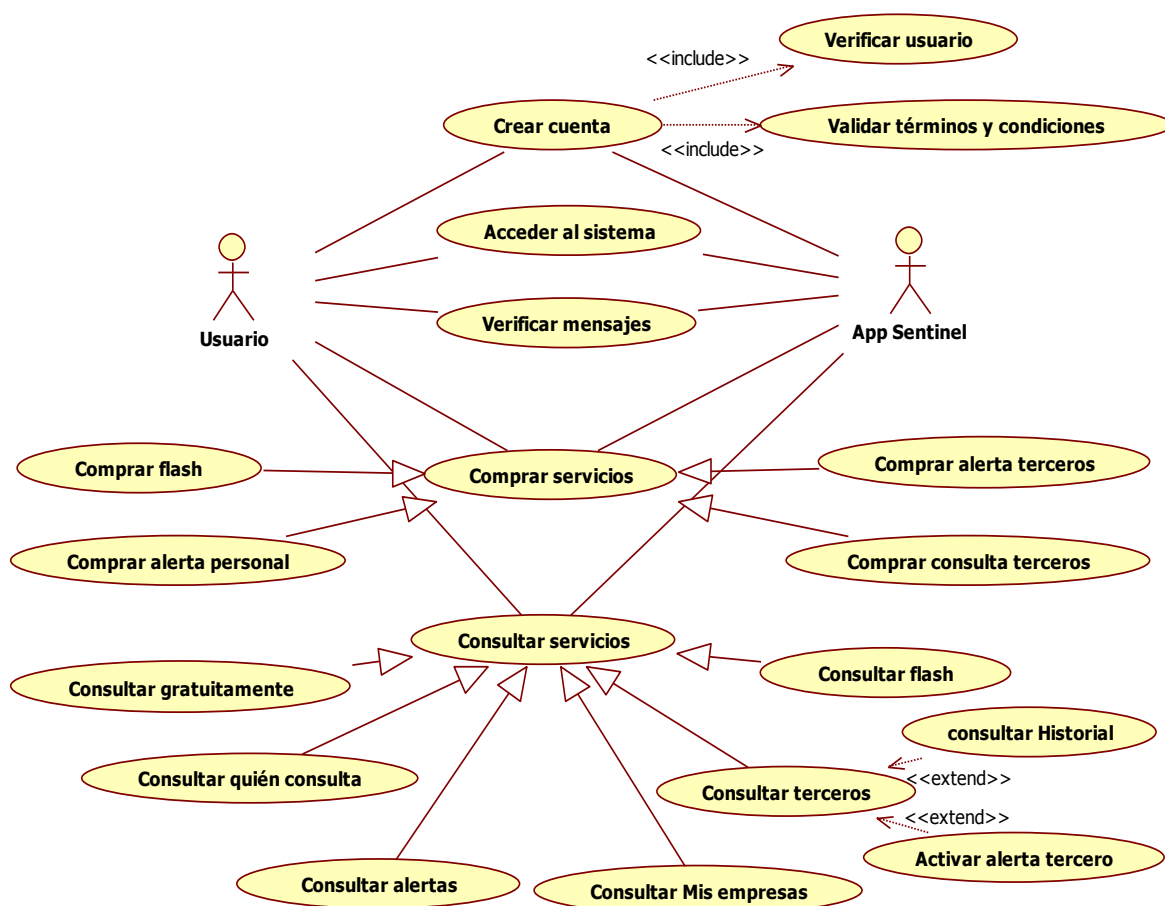 Verificar usuario
<<include>>
Crear cuenta
Validar términos y condiciones
<<include>>
Acceder al sistema
Usuario
Verificar mensajes
App Sentinel
Comprar flash
Comprar servicios
Comprar alerta terceros
Comprar alerta personal
Comprar consulta terceros
Consultar servicios
Consultar gratuitamente
Consultar flash
consultar Historial
Consultar quién consulta
Consultar terceros
<<extend>>
<<extend>>
Consultar alertas
Consultar Mis empresas
Activar alerta tercero